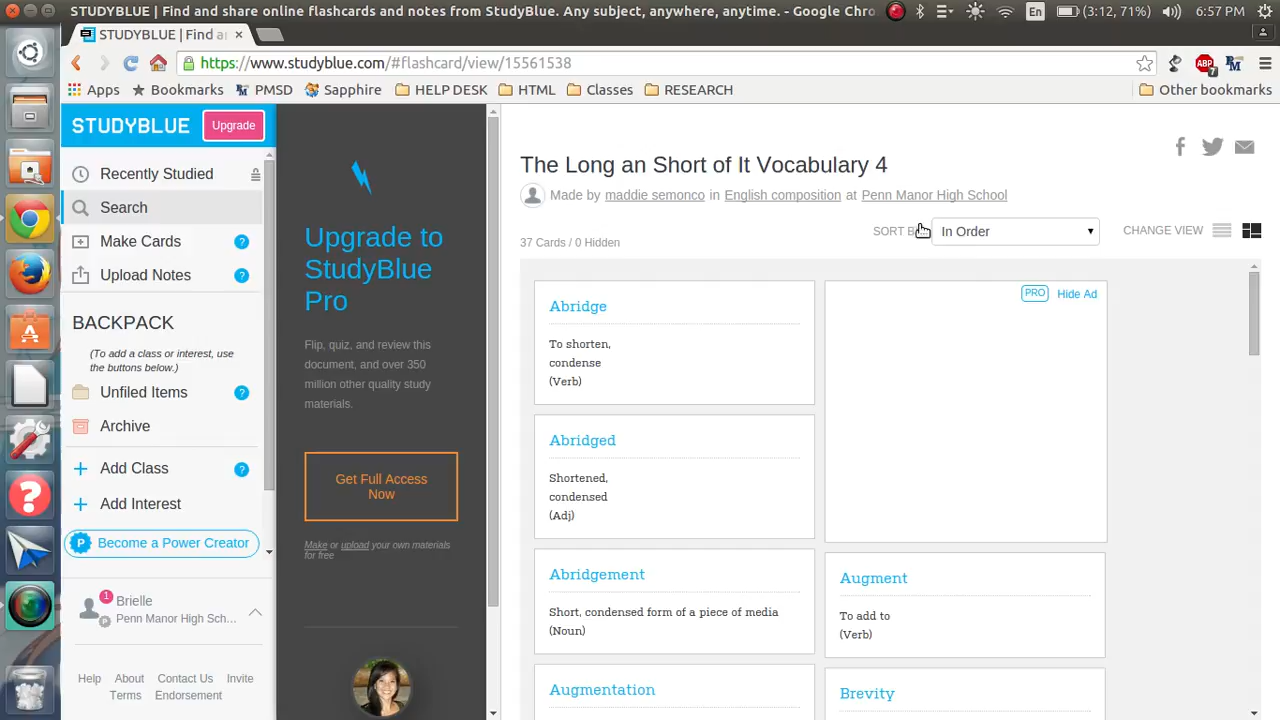 STUDYBLUE | Find and share online flashcards and notes from StudyBlue. Any subject, anywhere, anytime. - Google Chro
En
(3:12, 71%)
6:57 PM
STUDYBLUE | Find a
https://www.studyblue.com/#flashcard/view/15561538
ABP
7
Apps
Bookmarks
PMSD
Sapphire
HELP DESK
HTML
Classes
RESEARCH
Other bookmarks
STUDYBLUE
Upgrade
Recently Studied
Search
Make Cards ?
Upload Notes ?
BACKPACK
(To add a class or interest, use
the buttons below.)
Unfiled Items ?
Archive
+ Add Class ?
+ Add Interest
P Become a Power Creator
1
Brielle
P Penn Manor High Sch...
Help About Contact Us Invite
Terms Endorsement
Upgrade to
StudyBlue
Pro
Flip, quiz, and review this
document, and over 350
million other quality study
materials.
Get Full Access
Now
Make or upload your own materials
for free
The Long an Short of It Vocabulary 4
Made by maddie semonco in English composition at Penn Manor High School
37 Cards / 0 Hidden
SORT B
In Order
CHANGE VIEW
Abridge
To shorten,
condense
(Verb)
Abridged
Shortened,
condensed
(Adj)
Abridgement
Short, condensed form of a piece of media
(Noun)
Augmentation
PRO Hide Ad
Augment
To add to
(Verb)
Brevity